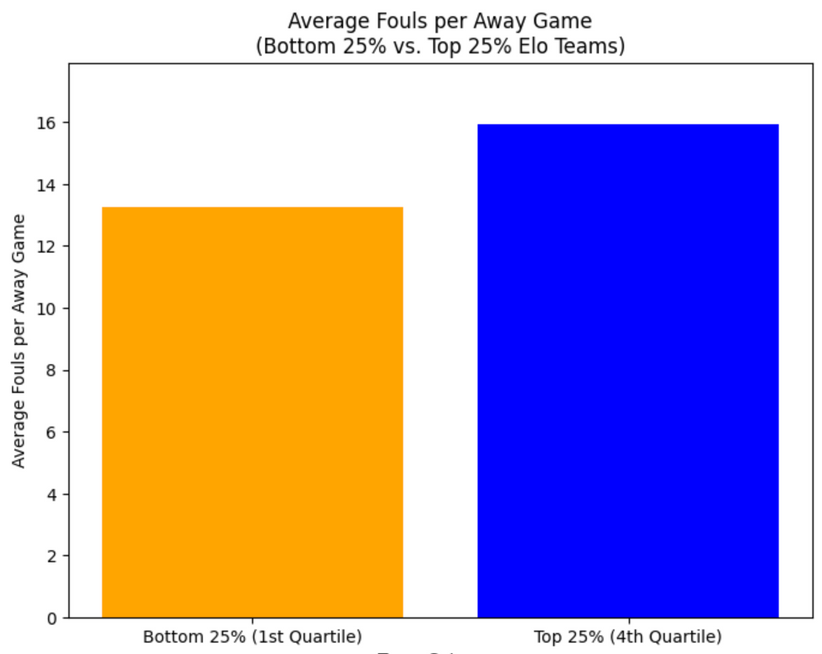 Average Fouls per Away Game
(Bottom 25% vs. Top 25% Elo Teams)
Average Fouls per Away Game
16
14
12
10
8
6
4
2
0
Bottom 25% (1st Quartile)
Top 25% (4th Quartile)